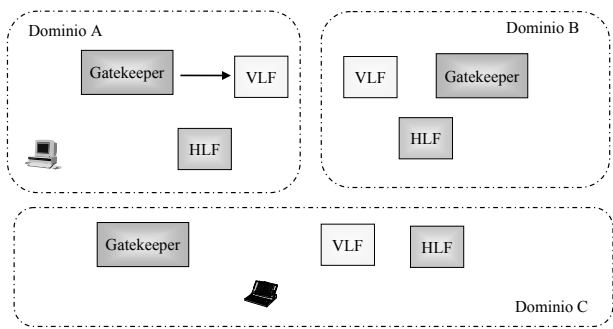 Dominio A
Gatekeeper
VLF
HLF
Dominio B
VLF
Gatekeeper
HLF
Gatekeeper
VLF
HLF
Dominio C